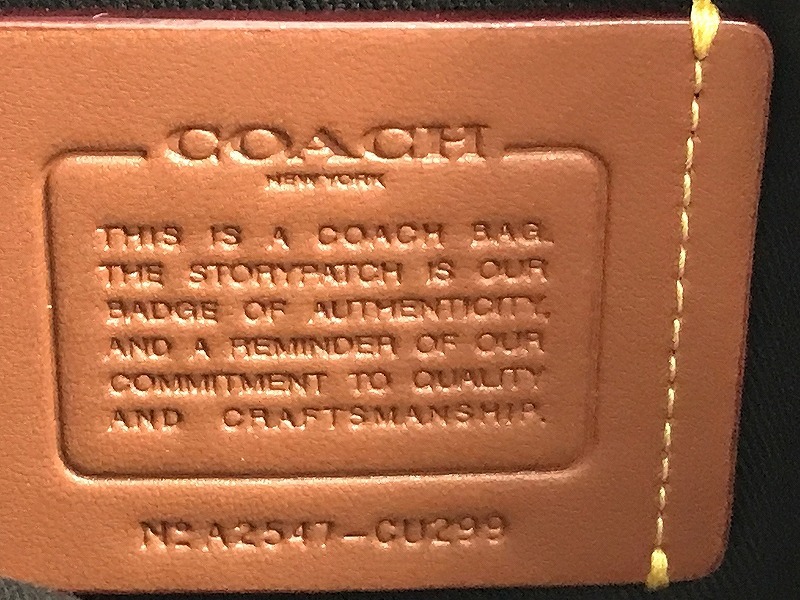 COACH
NEW YORK
THIS IS A COACH BAG.
THE STORYPATCH IS OUR
BADGE OF AUTHENTICITY,
AND A REMINDER OF OUR
COMMITMENT TO QUALITY
AND CRAFTSMANSHIP.
Nº A2547-CU299